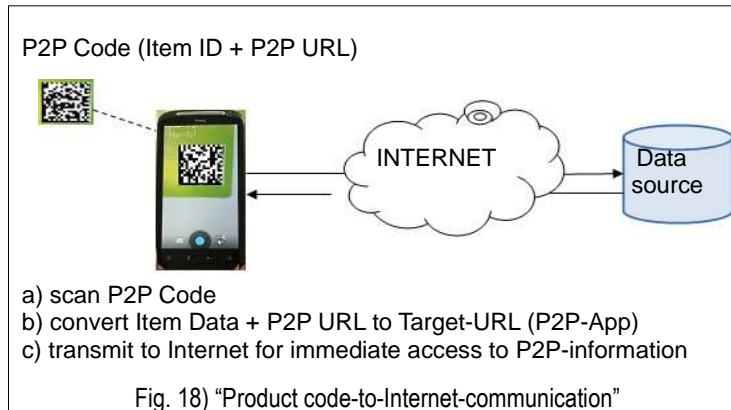 P2P Code (Item ID + P2P URL)
INTERNET
Data
source
a) scan P2P Code
b) convert Item Data + P2P URL to Target-URL (P2P-App)
c) transmit to Internet for immediate access to P2P-information
Fig. 18) “Product code-to-Internet-communication”